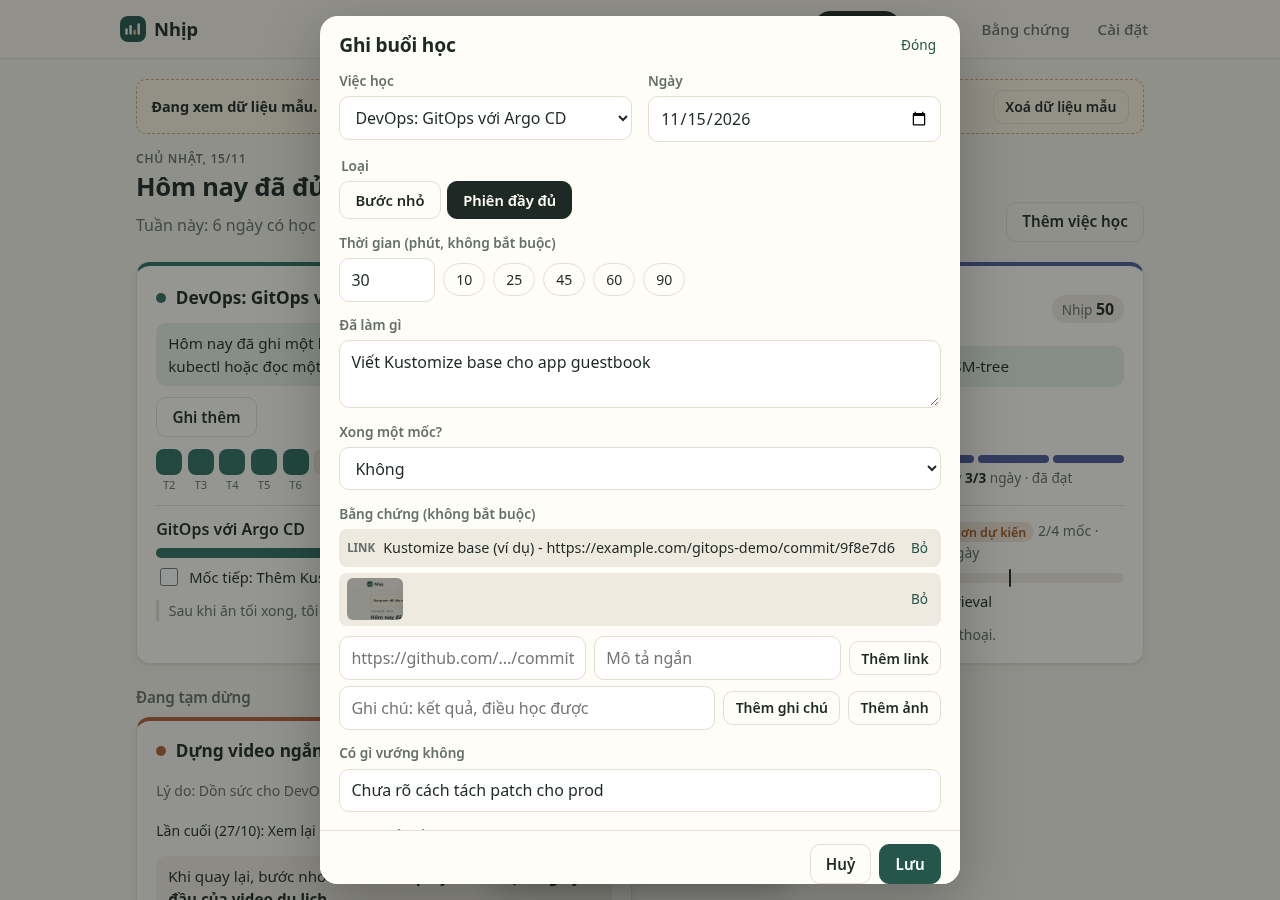 Nhịp
Bằng chứng
Cài đặt
Đang xem dữ liệu mẫu.
Xoá dữ liệu mẫu
CHỦ NHẬT, 15/11
Hôm nay đã đủ
Tuần này: 6 ngày có học
Thêm việc học
DevOps: GitOps v
Hôm nay đã ghi một
kubectl hoặc đọc một
Ghi thêm
T2 T3 T4 T5 T6
GitOps với Argo CD
Mốc tiếp: Thêm Kus
Sau khi ăn tối xong, tôi
Nhịp 50
SM-tree
3/3 ngày · đã đạt
ơn dự kiến 2/4 mốc ·
gày
ieval
thoại.
Đang tạm dừng
Dựng video ngắn
Lý do: Dồn sức cho DevO
Lần cuối (27/10): Xem lại
Khi quay lại, bước nhỏ
đầu của video du lịch
Ghi buổi học
Đóng
Việc học
Ngày
DevOps: GitOps với Argo CD
11/15/2026
Loại
Bước nhỏ
Phiên đầy đủ
Thời gian (phút, không bắt buộc)
30
10
25
45
60
90
Đã làm gì
Viết Kustomize base cho app guestbook
Xong một mốc?
Không
Bằng chứng (không bắt buộc)
LINK Kustomize base (ví dụ) - https://example.com/gitops-demo/commit/9f8e7d6 Bỏ
Bỏ
https://github.com/.../commit
Mô tả ngắn
Thêm link
Ghi chú: kết quả, điều học được
Thêm ghi chú
Thêm ảnh
Có gì vướng không
Chưa rõ cách tách patch cho prod
Huỷ
Lưu